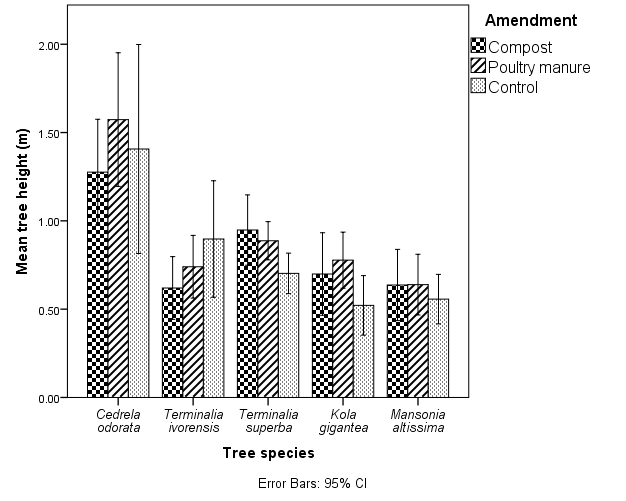 Amendment
Compost
Poultry manure
Control
Mean tree height (m)
2.00
1.50
1.00
0.50
0.00
Cedrela odorata
Terminalia ivorensis
Terminalia superba
Kola gigantea
Mansonia altissima
Tree species
Error Bars: 95% CI